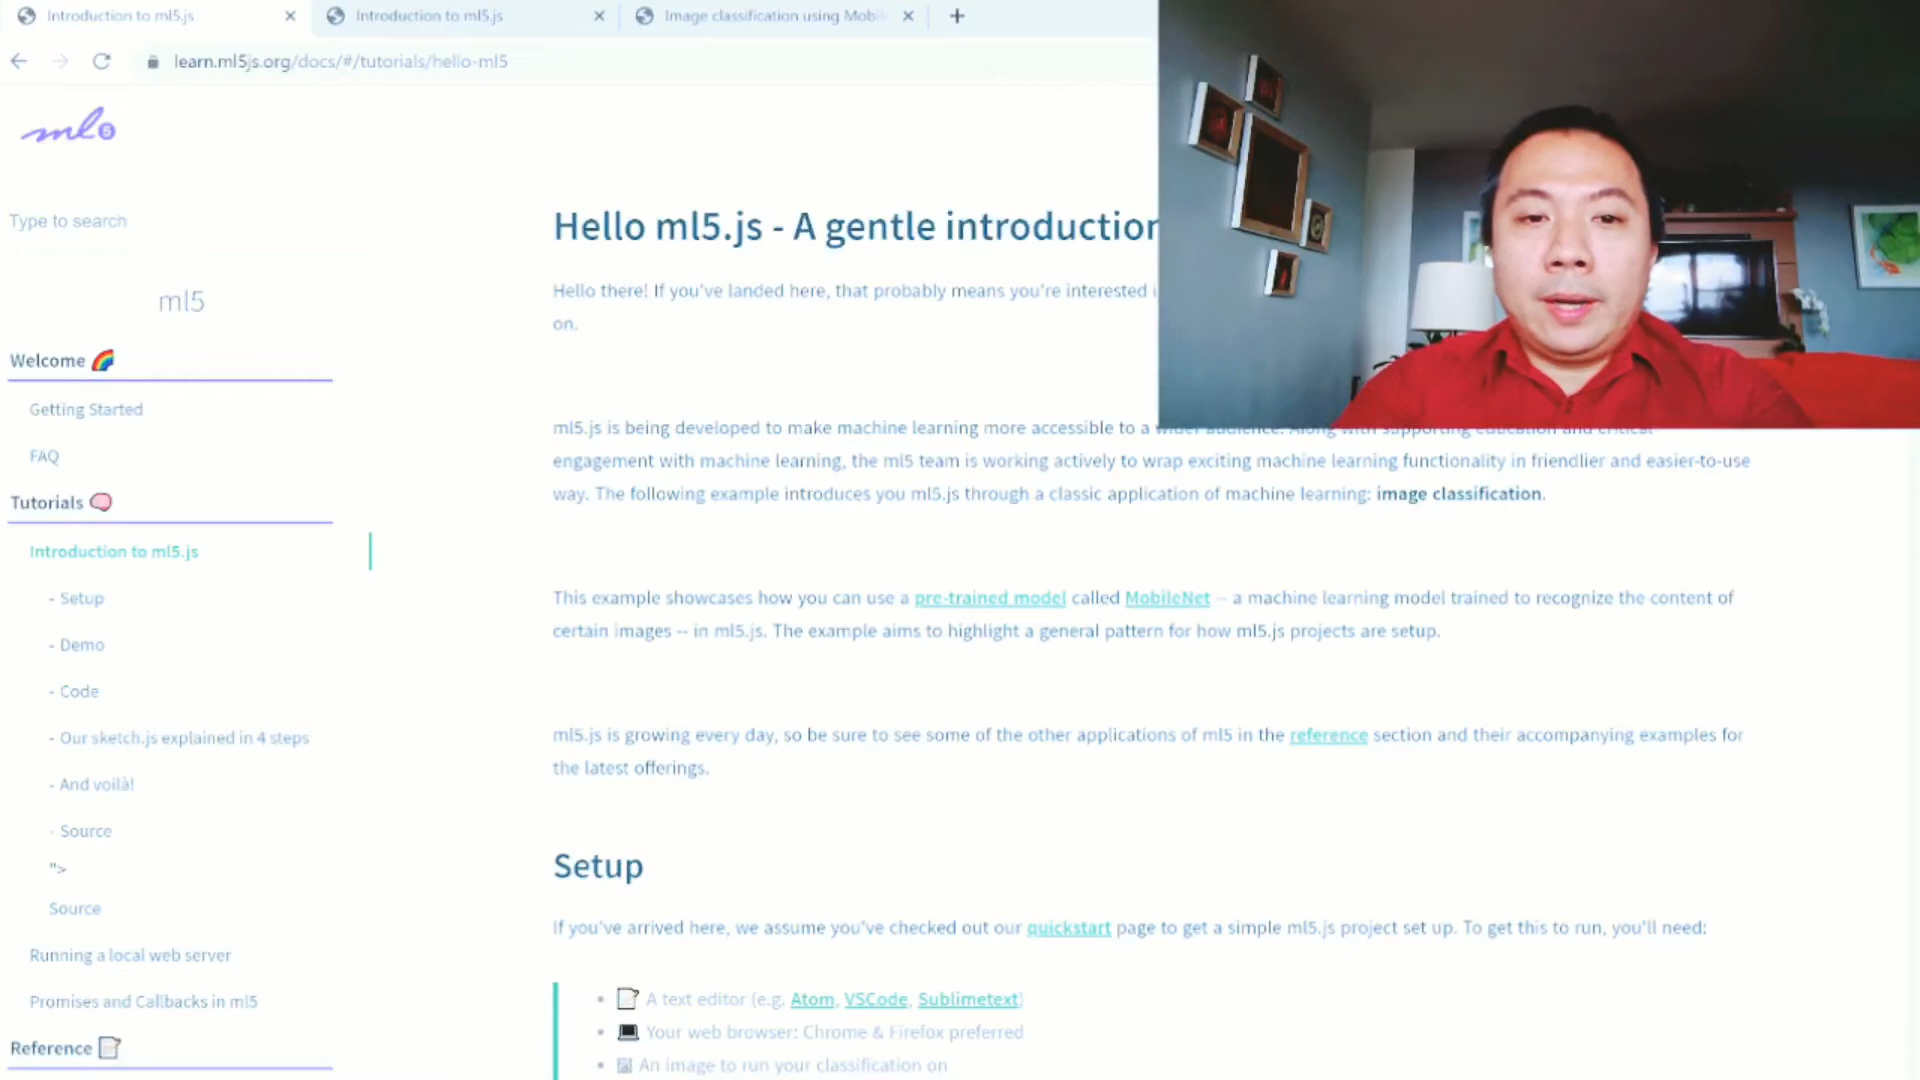 Introduction to ml5.js
Introduction to ml5.js
Image classification using Mobil
learn.ml5js.org/docs/#/tutorials/hello-ml5
ml5
Type to search
ml5
Welcome 🌈
Getting Started
FAQ
Tutorials 🧠
Introduction to ml5.js
- Setup
- Demo
- Code
- Our sketch.js explained in 4 steps
- And voilà!
- Source
">
Source
Running a local web server
Promises and Callbacks in ml5
Reference 📝
Hello ml5.js - A gentle introduction
Hello there! If you've landed here, that probably means you're interested i
on.
ml5.js is being developed to make machine learning more accessible to a wider audience. Along with supporting education and critical
engagement with machine learning, the ml5 team is working actively to wrap exciting machine learning functionality in friendlier and easier-to-use
way. The following example introduces you ml5.js through a classic application of machine learning: image classification.
This example showcases how you can use a pre-trained model called MobileNet -- a machine learning model trained to recognize the content of
certain images -- in ml5.js. The example aims to highlight a general pattern for how ml5.js projects are setup.
ml5.js is growing every day, so be sure to see some of the other applications of ml5 in the reference section and their accompanying examples for
the latest offerings.
Setup
If you've arrived here, we assume you've checked out our quickstart page to get a simple ml5.js project set up. To get this to run, you'll need:
• 📝 A text editor (e.g. Atom, VSCode, Sublimetext)
• 💻 Your web browser: Chrome & Firefox preferred
• 🖼 An image to run your classification on